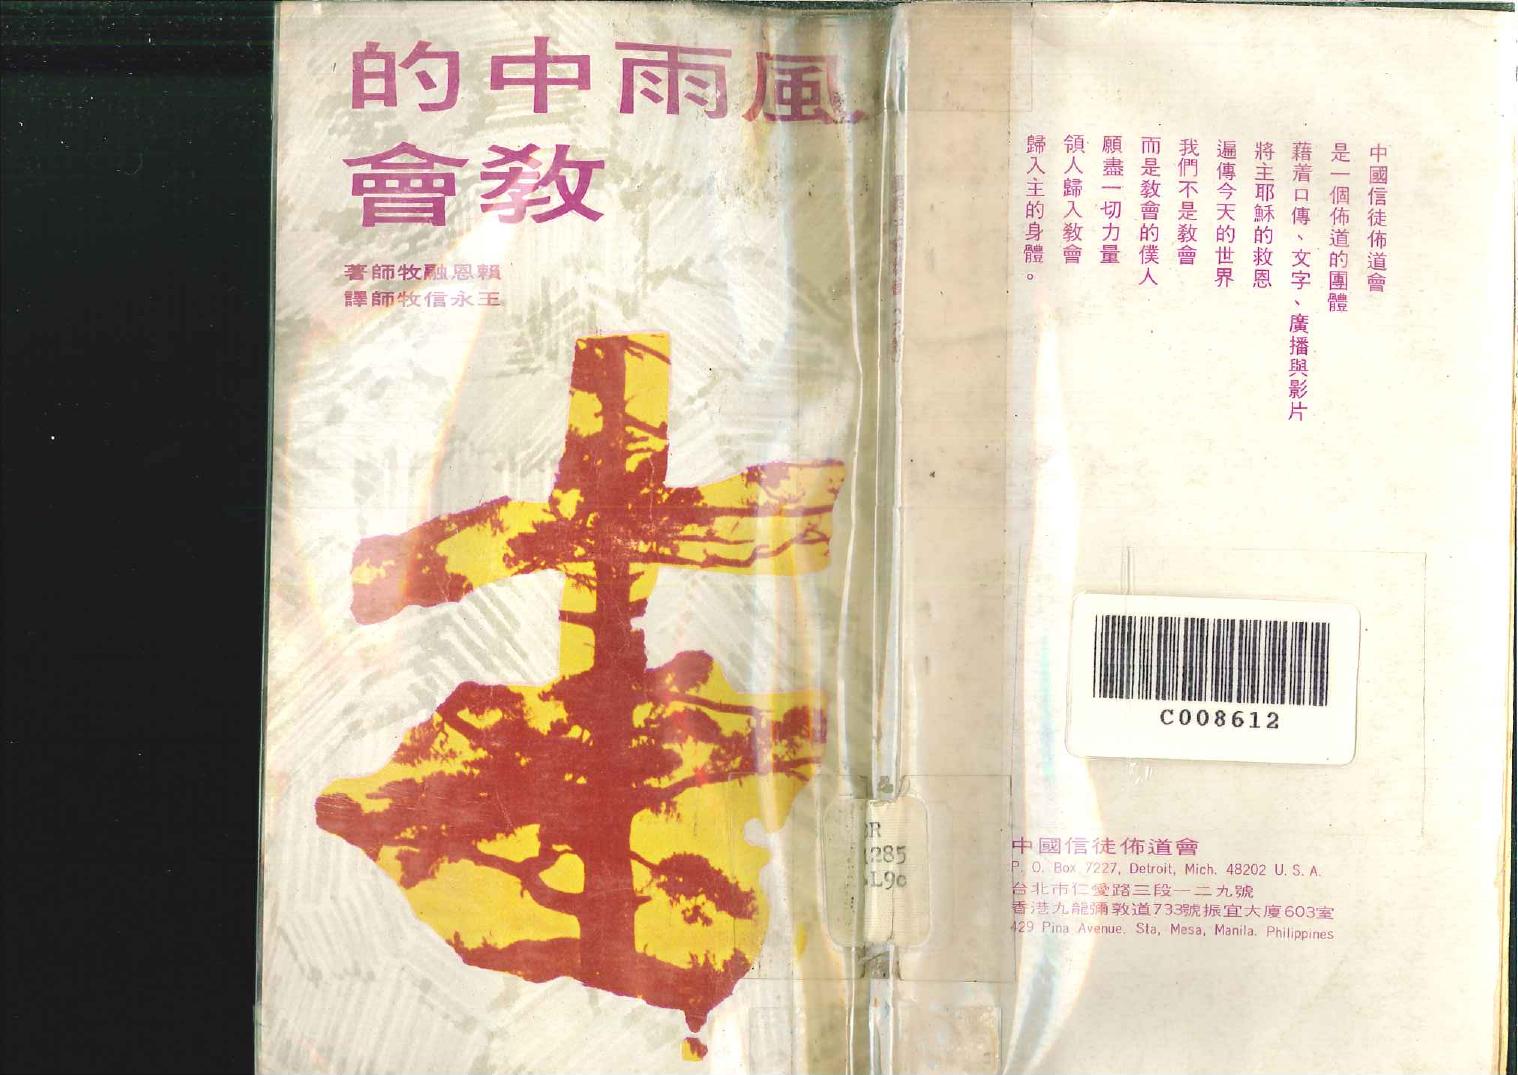 風雨中的
教會
賴恩融牧師著
王永信牧師譯
中國信徒佈道會
是一個佈道的團體
藉着口傳、文字、廣播與影片
將主耶穌的救恩
遍傳今天的世界
我們不是教會
而是教會的僕人
願盡一切力量
領人歸入教會
歸入主的身體。
C008612
中國信徒佈道會
P. O. Box 7227, Detroit, Mich. 48202 U. S. A.
台北市仁愛路三段一二九號
香港九龍彌敦道733號振宜大廈603室
429 Pina Avenue. Sta, Mesa, Manila. Philippines
BR
1285
L9c